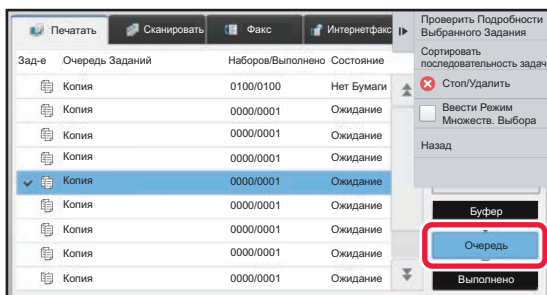 Печатать Сканировать Факс Интернетфакс
Проверить Подробности
Выбранного Задания
Сортировать
последовательность задач
Стоп/Удалить
Ввести Режим
Множеств. Выбора
Назад
Зад-е Очередь Заданий Наборов/Выполнено Состояние
Копия 0100/0100 Нет Бумаги
Копия 0000/0001 Ожидание
Копия 0000/0001 Ожидание
Копия 0000/0001 Ожидание
Копия 0000/0001 Ожидание
Копия 0000/0001 Ожидание
Копия 0000/0001 Ожидание
Копия 0000/0001 Ожидание
Копия 0000/0001 Ожидание
Буфер
Очередь
Выполнено